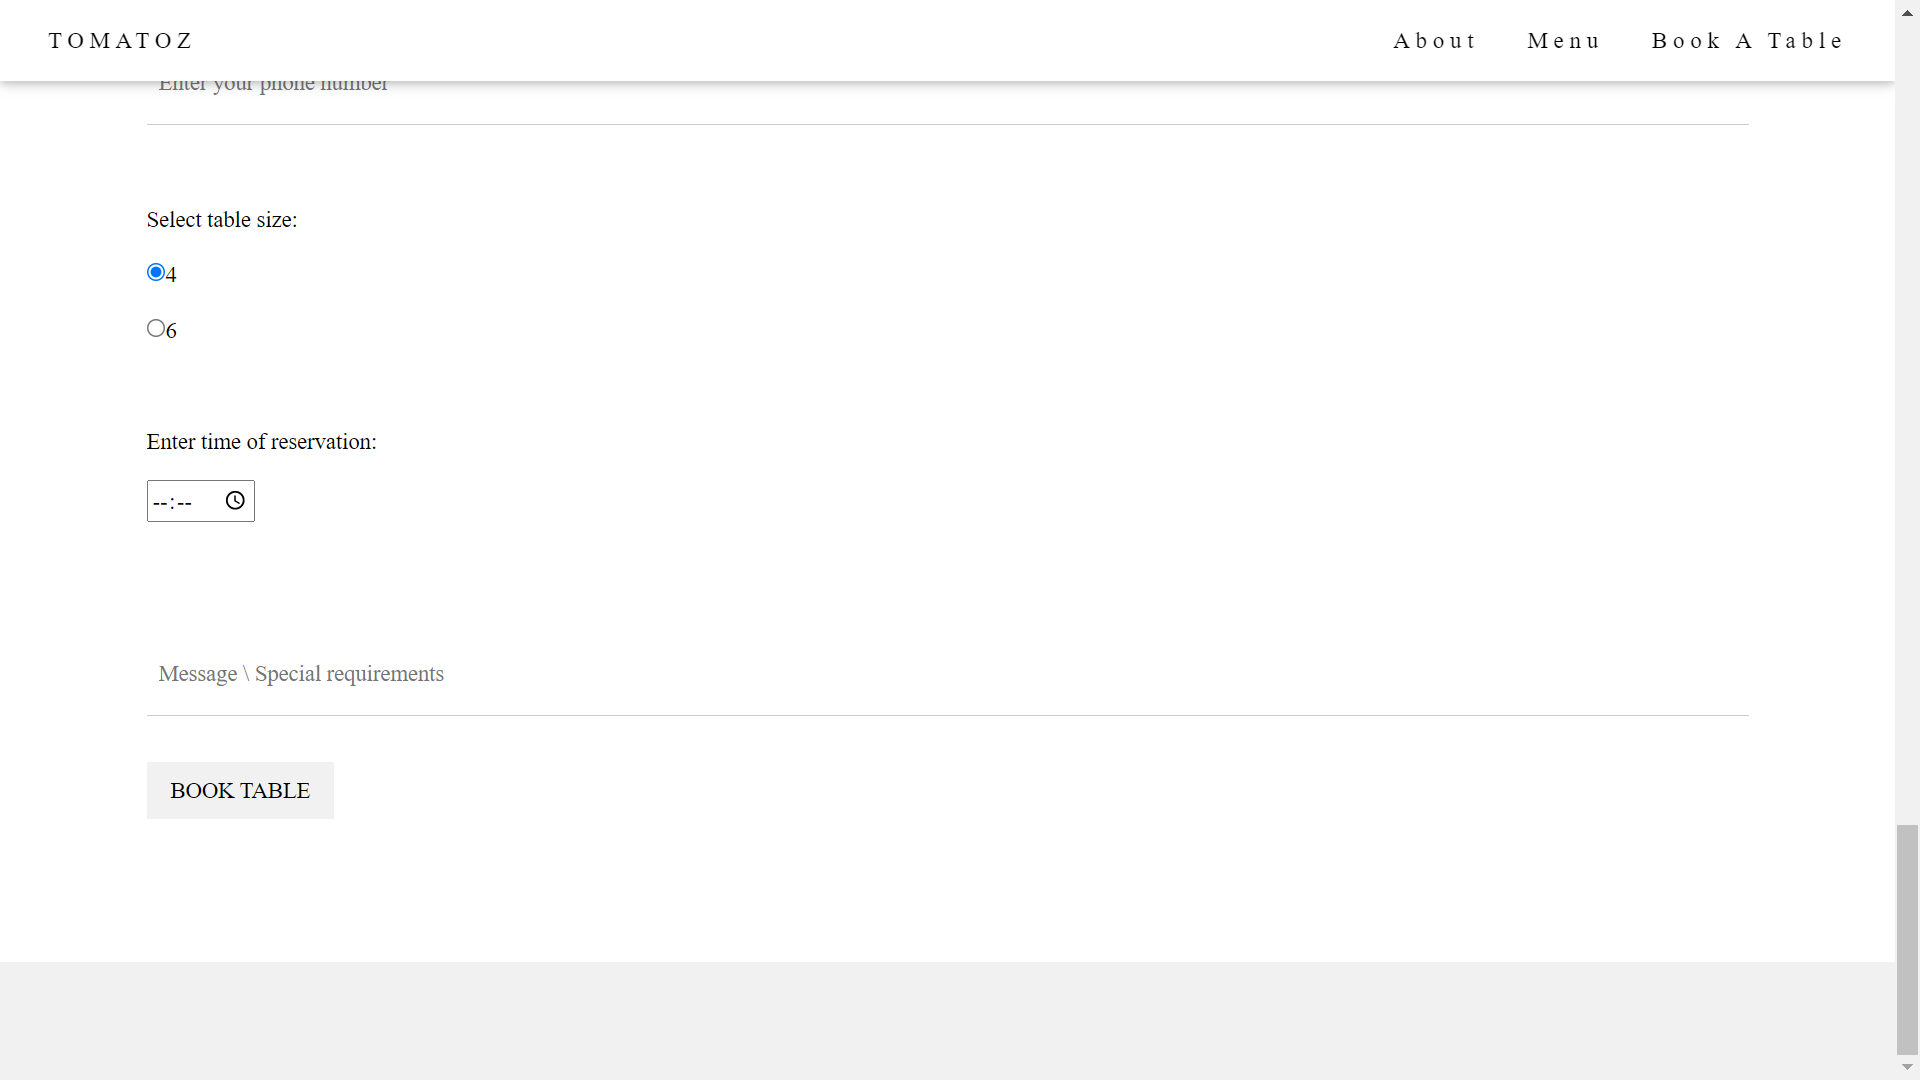 TOMATOZ
About Menu Book A Table
Enter your phone number
Select table size:
4
6
Enter time of reservation:
--:--
Message \ Special requirements
BOOK TABLE